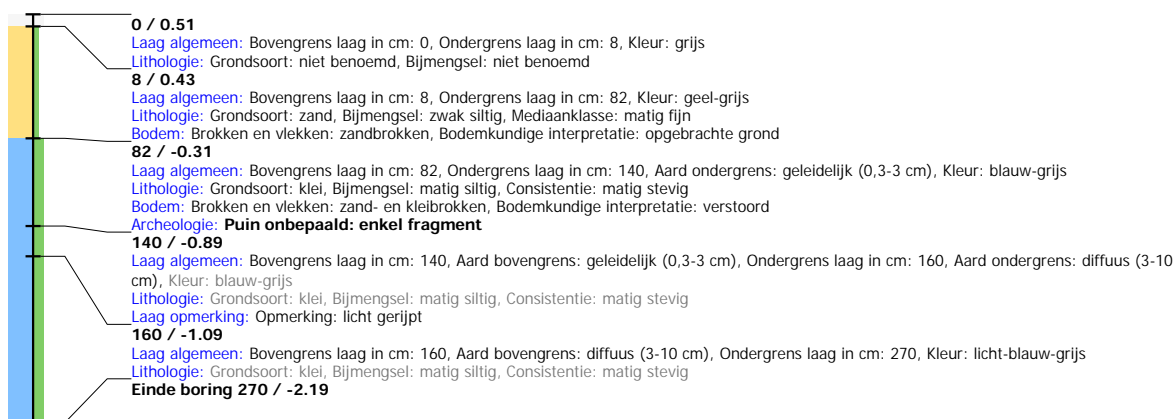 0 / 0.51
Laag algemeen: Bovengrens laag in cm: 0, Ondergrens laag in cm: 8, Kleur: grijs
Lithologie: Grondsoort: niet benoemd, Bijmengsel: niet benoemd
8 / 0.43
Laag algemeen: Bovengrens laag in cm: 8, Ondergrens laag in cm: 82, Kleur: geel-grijs
Lithologie: Grondsoort: zand, Bijmengsel: zwak siltig, Mediaanklasse: matig fijn
Bodem: Brokken en vlekken: zandbrokken, Bodemkundige interpretatie: opgebrachte grond
82 / -0.31
Laag algemeen: Bovengrens laag in cm: 82, Ondergrens laag in cm: 140, Aard ondergrens: geleidelijk (0,3-3 cm), Kleur: blauw-grijs
Lithologie: Grondsoort: klei, Bijmengsel: matig siltig, Consistentie: matig stevig
Bodem: Brokken en vlekken: zand- en kleibrokken, Bodemkundige interpretatie: verstoord
Archeologie: Puin onbepaald: enkel fragment
140 / -0.89
Laag algemeen: Bovengrens laag in cm: 140, Aard bovengrens: geleidelijk (0,3-3 cm), Ondergrens laag in cm: 160, Aard ondergrens: diffuus (3-10
cm), Kleur: blauw-grijs
Lithologie: Grondsoort: klei, Bijmengsel: matig siltig, Consistentie: matig stevig
Laag opmerking: Opmerking: licht gerijpt
160 / -1.09
Laag algemeen: Bovengrens laag in cm: 160, Aard bovengrens: diffuus (3-10 cm), Ondergrens laag in cm: 270, Kleur: licht-blauw-grijs
Lithologie: Grondsoort: klei, Bijmengsel: matig siltig, Consistentie: matig stevig
Einde boring 270 / -2.19